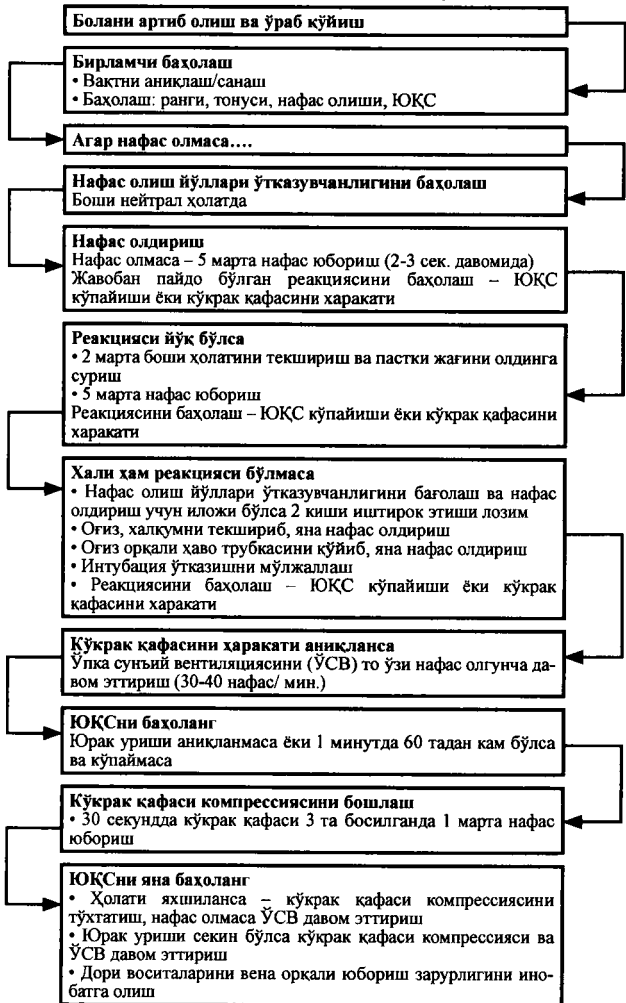 Болани артиб олиш ва ўраб қўйиш
Бирламчи баҳолаш
• Вақтни аниқлаш/санаш
• Баҳолаш: ранги, тонуси, нафас олиши, ЮҚС
Агар нафас олмаса….
Нафас олиш йўллари ўтказувчанлигини баҳолаш
Боши нейтрал ҳолатда
Нафас олдириш
Нафас олмаса – 5 марта нафас юбориш (2-3 сек. давомида)
Жавобан пайдо бўлган реакциясини баҳолаш – ЮҚС
кўпайиши ёки кўкрак қафасини харакати
Реакцияси йўқ бўлса
• 2 марта боши ҳолатини текшириш ва пастки жағини олдинга
суриш
• 5 марта нафас юбориш
Реакциясини баҳолаш – ЮҚС кўпайиши ёки кўкрак қафасини
харакати
Хали ҳам реакцияси бўлмаса
• Нафас олиш йўллари ўтказувчанлигини бағолаш ва нафас
олдириш учун иложи бўлса 2 киши иштирок этиши лозим
• Оғиз, халқумни текшириб, яна нафас олдириш
• Оғиз орқали ҳаво трубкасини қўйиб, яна нафас олдириш
• Интубация ўтказишни мўлжаллаш
• Реакциясини баҳолаш – ЮҚС кўпайиши ёки кўкрак
қафасини харакати
Кўкрак қафасини ҳаракати аниқланса
Ўпка сунъий вентиляциясини (ЎСВ) то ўзи нафас олгунча да-
вом эттириш (30-40 нафас/ мин.)
ЮҚСни баҳоланг
Юрак уриши аниқланмаса ёки 1 минутда 60 тадан кам бўлса
ва кўпаймаса
Кўкрак қафаси компрессиясини бошлаш
• 30 секундда кўкрак қафаси 3 та босилганда 1 марта нафас
юбориш
ЮҚСни яна баҳоланг
• Ҳолати яхшиланса – кўкрак қафаси компрессиясини
тўхтатиш, нафас олмаса ЎСВ давом эттириш
• Юрак уриши секин бўлса кўкрак қафаси компрессияси ва
ЎСВ давом эттириш
• Дори воситаларини вена орқали юбориш зарурлигини ино-
батга олиш